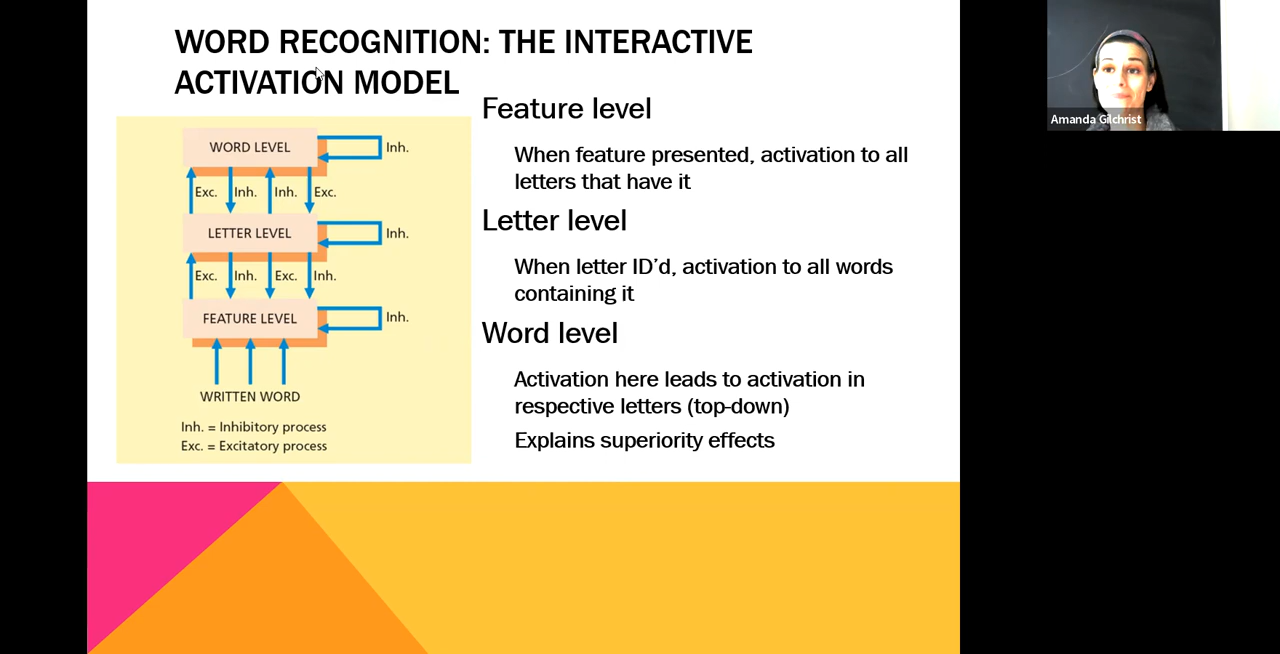 WORD RECOGNITION: THE INTERACTIVE
ACTIVATION MODEL
WORD LEVEL
Inh.
Exc. Inh. Inh. Exc.
LETTER LEVEL
Inh.
Exc. Inh. Exc. Inh.
FEATURE LEVEL
Inh.
WRITTEN WORD
Inh. = Inhibitory process
Exc. = Excitatory process
Feature level
When feature presented, activation to all
letters that have it
Letter level
When letter ID’d, activation to all words
containing it
Word level
Activation here leads to activation in
respective letters (top-down)
Explains superiority effects
Amanda Gilchrist